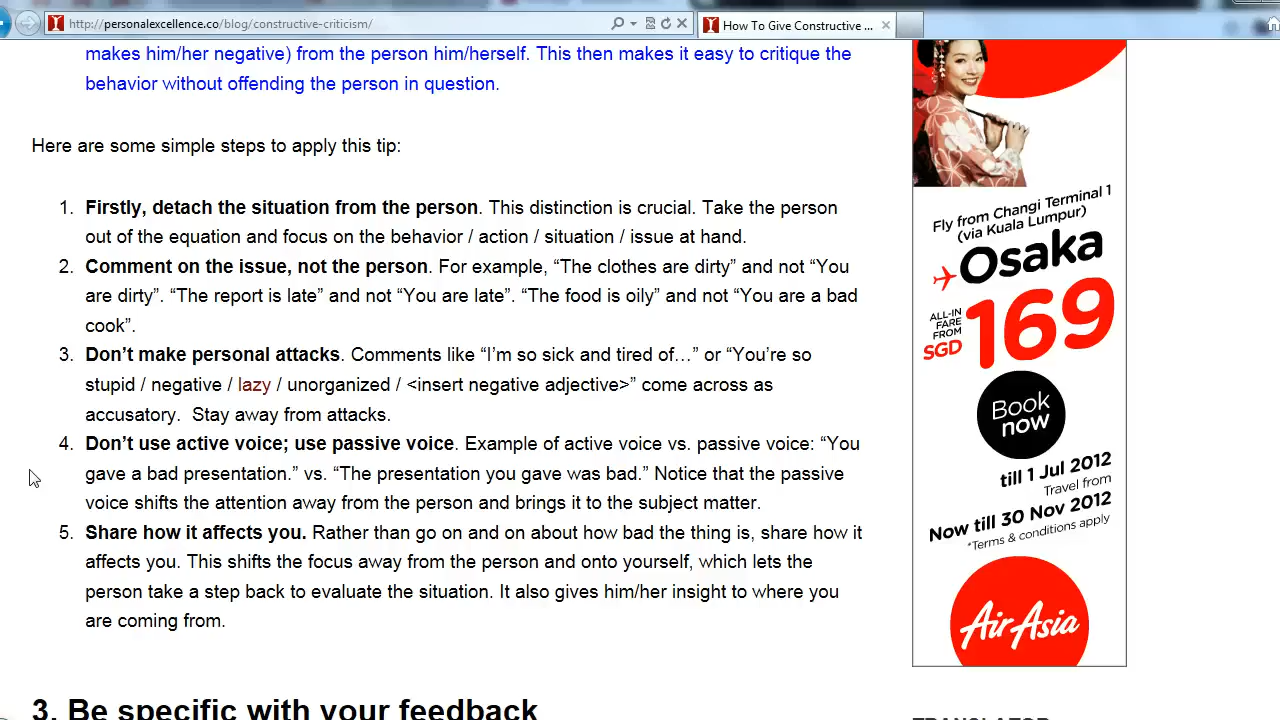 http://personalexcellence.co/blog/constructive-criticism/
How To Give Constructive ...
makes him/her negative) from the person him/herself. This then makes it easy to critique the
behavior without offending the person in question.
Here are some simple steps to apply this tip:
1. Firstly, detach the situation from the person. This distinction is crucial. Take the person
out of the equation and focus on the behavior / action / situation / issue at hand.
2. Comment on the issue, not the person. For example, “The clothes are dirty” and not “You
are dirty”. “The report is late” and not “You are late”. “The food is oily” and not “You are a bad
cook”.
3. Don’t make personal attacks. Comments like “I’m so sick and tired of…” or “You’re so
stupid / negative / lazy / unorganized / <insert negative adjective>” come across as
accusatory.  Stay away from attacks.
4. Don’t use active voice; use passive voice. Example of active voice vs. passive voice: “You
gave a bad presentation.” vs. “The presentation you gave was bad.” Notice that the passive
voice shifts the attention away from the person and brings it to the subject matter.
5. Share how it affects you. Rather than go on and on about how bad the thing is, share how it
affects you. This shifts the focus away from the person and onto yourself, which lets the
person take a step back to evaluate the situation. It also gives him/her insight to where you
are coming from.
3. Be specific with your feedback
Fly from Changi Terminal 1
(via Kuala Lumpur)
Osaka
ALL-IN
FARE
FROM
SGD
169
Book
now
till 1 Jul 2012
Travel from
Now till 30 Nov 2012
*Terms & conditions apply
AirAsia
TRANSLATOR